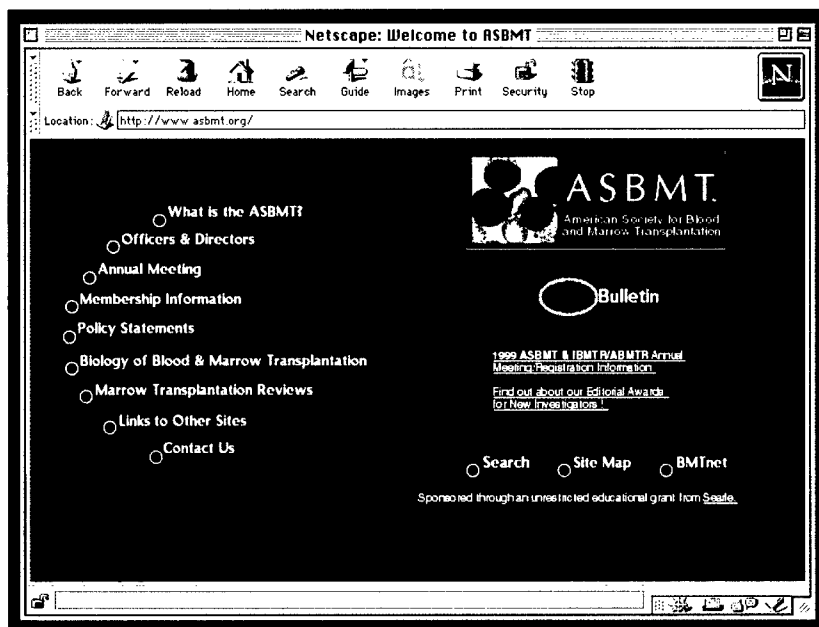 Netscape: Welcome to ASBMT
Back Forward Reload Home Search Guide Images Print Security Stop
N
Location: http://www.asbmt.org/
What is the ASBMT?
Officers & Directors
Annual Meeting
Membership Information
Policy Statements
Biology of Blood & Marrow Transplantation
Marrow Transplantation Reviews
Links to Other Sites
Contact Us
ASBMT.
American Society for Blood
and Marrow Transplantation
Bulletin
1999 ASBMT & IBMTR/ABMTR Annual
Meeting/Registration Information
Find out about our Editorial Awards
for New Investigators!
Search Site Map BMTnet
Sponsored through an unrestricted educational grant from Searle.